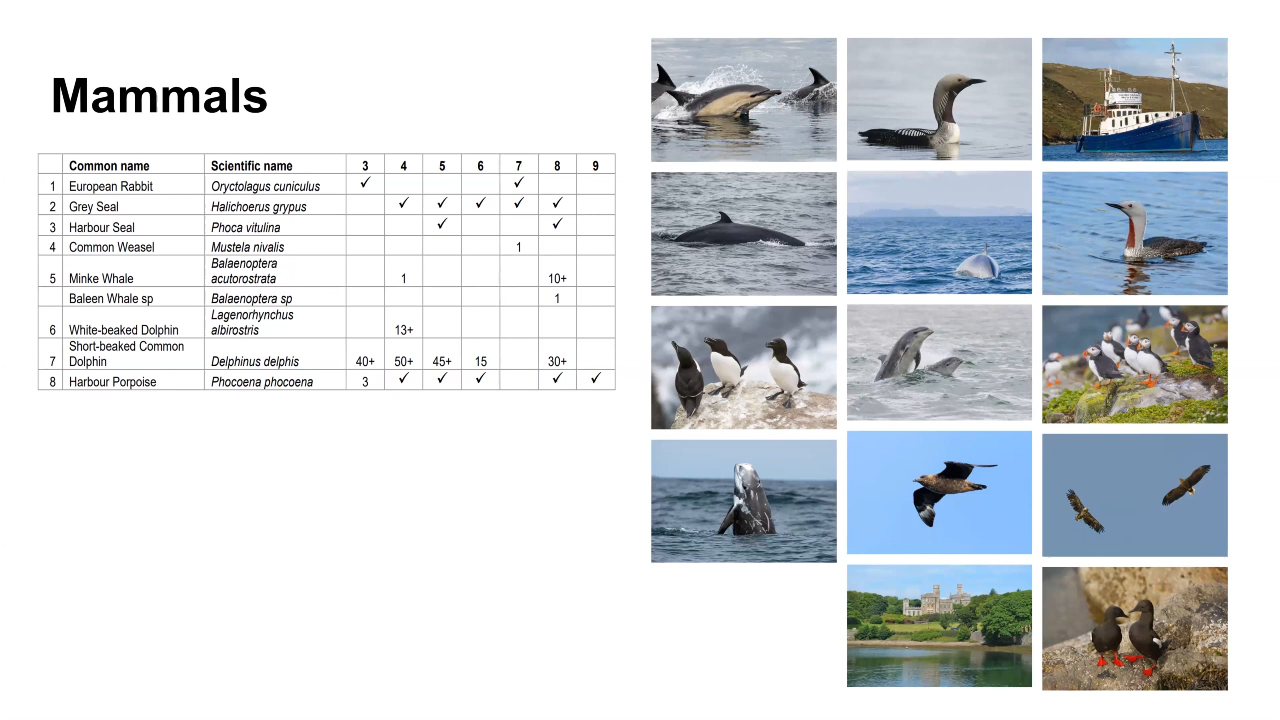 Mammals
Common name Scientific name 3 4 5 6 7 8 9
1 European Rabbit Oryctolagus cuniculus ✓ ✓
2 Grey Seal Halichoerus grypus ✓ ✓ ✓ ✓ ✓
3 Harbour Seal Phoca vitulina ✓ ✓
4 Common Weasel Mustela nivalis 1
Balaenoptera
5 Minke Whale acutorostrata 1 10+
Baleen Whale sp Balaenoptera sp 1
Lagenorhynchus
6 White-beaked Dolphin albirostris 13+
Short-beaked Common
7 Dolphin Delphinus delphis 40+ 50+ 45+ 15 30+
8 Harbour Porpoise Phocoena phocoena 3 ✓ ✓ ✓ ✓ ✓